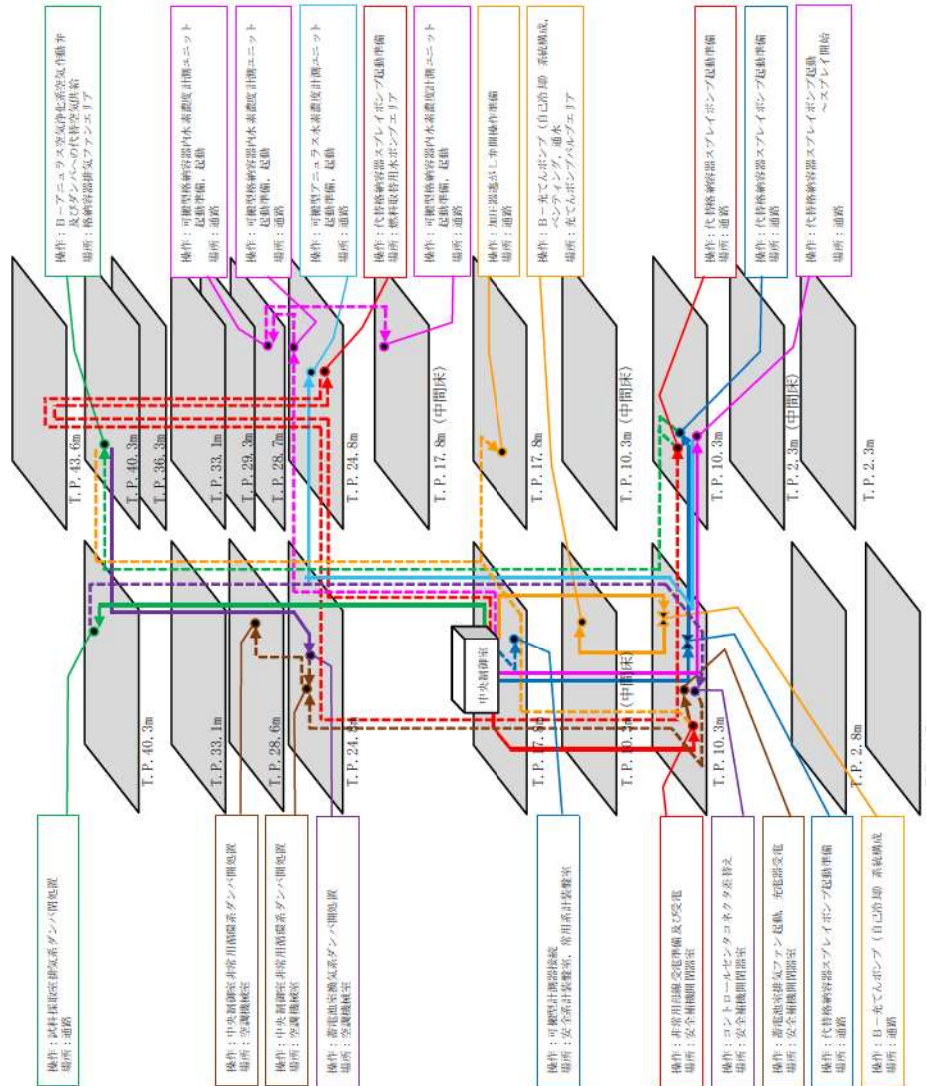 操作：B－アニュラス空気浄化系空気作動弁
及びダンパへの代替空気供給
場所：格納容器排気ファンエリア
操作：可搬型格納容器内水素濃度計測ユニット
起動準備，起動
場所：通路
操作：可搬型格納容器内水素濃度計測ユニット
起動準備，起動
場所：通路
操作：可搬型アニュラス水素濃度計測ユニット
起動準備，起動
場所：通路
操作：代替格納容器スプレイポンプ起動準備
場所：燃料取替用水ポンプエリア
操作：可搬型格納容器内水素濃度計測ユニット
起動準備，起動
場所：通路
操作：加圧器逃がし弁開操作準備
場所：通路
操作：B－充てんポンプ（自己冷却）系統構成，
ベンティング，通水
場所：充てんポンプバルブエリア
操作：代替格納容器スプレイポンプ起動準備
場所：通路
操作：代替格納容器スプレイポンプ起動準備
場所：通路
操作：代替格納容器スプレイポンプ起動
～スプレイ開始
場所：通路
T.P.43.6m
T.P.40.3m
T.P.36.3m
T.P.33.1m
T.P.29.3m
T.P.28.7m
T.P.24.8m
T.P.17.8m（中間床）
T.P.17.8m
T.P.10.3m（中間床）
T.P.10.3m
T.P.2.3m（中間床）
T.P.2.3m
中央制御室
T.P.40.3m
T.P.33.1m
T.P.28.6m
T.P.24.8m
T.P.17.8m
T.P.10.3m（中間床）
T.P.10.3m
T.P.2.8m
操作：試料採取室排気系ダンパ閉処置
場所：通路
操作：中央制御室非常用循環系ダンパ開処置
場所：空調機械室
操作：中央制御室非常用循環系ダンパ開処置
場所：空調機械室
操作：蓄電池室換気系ダンパ開処置
場所：空調機械室
操作：可搬型計測器接続
場所：安全系計装盤室，常用系計装盤室
操作：非常用母線受電準備及び受電
場所：安全補機開閉器室
操作：コントロールセンタコネクタ差替え
場所：安全補機開閉器室
操作：蓄電池室排気ファン起動，充電器受電
場所：安全補機開閉器室
操作：代替格納容器スプレイポンプ起動準備
場所：通路
操作：B－充てんポンプ（自己冷却）系統構成
場所：通路